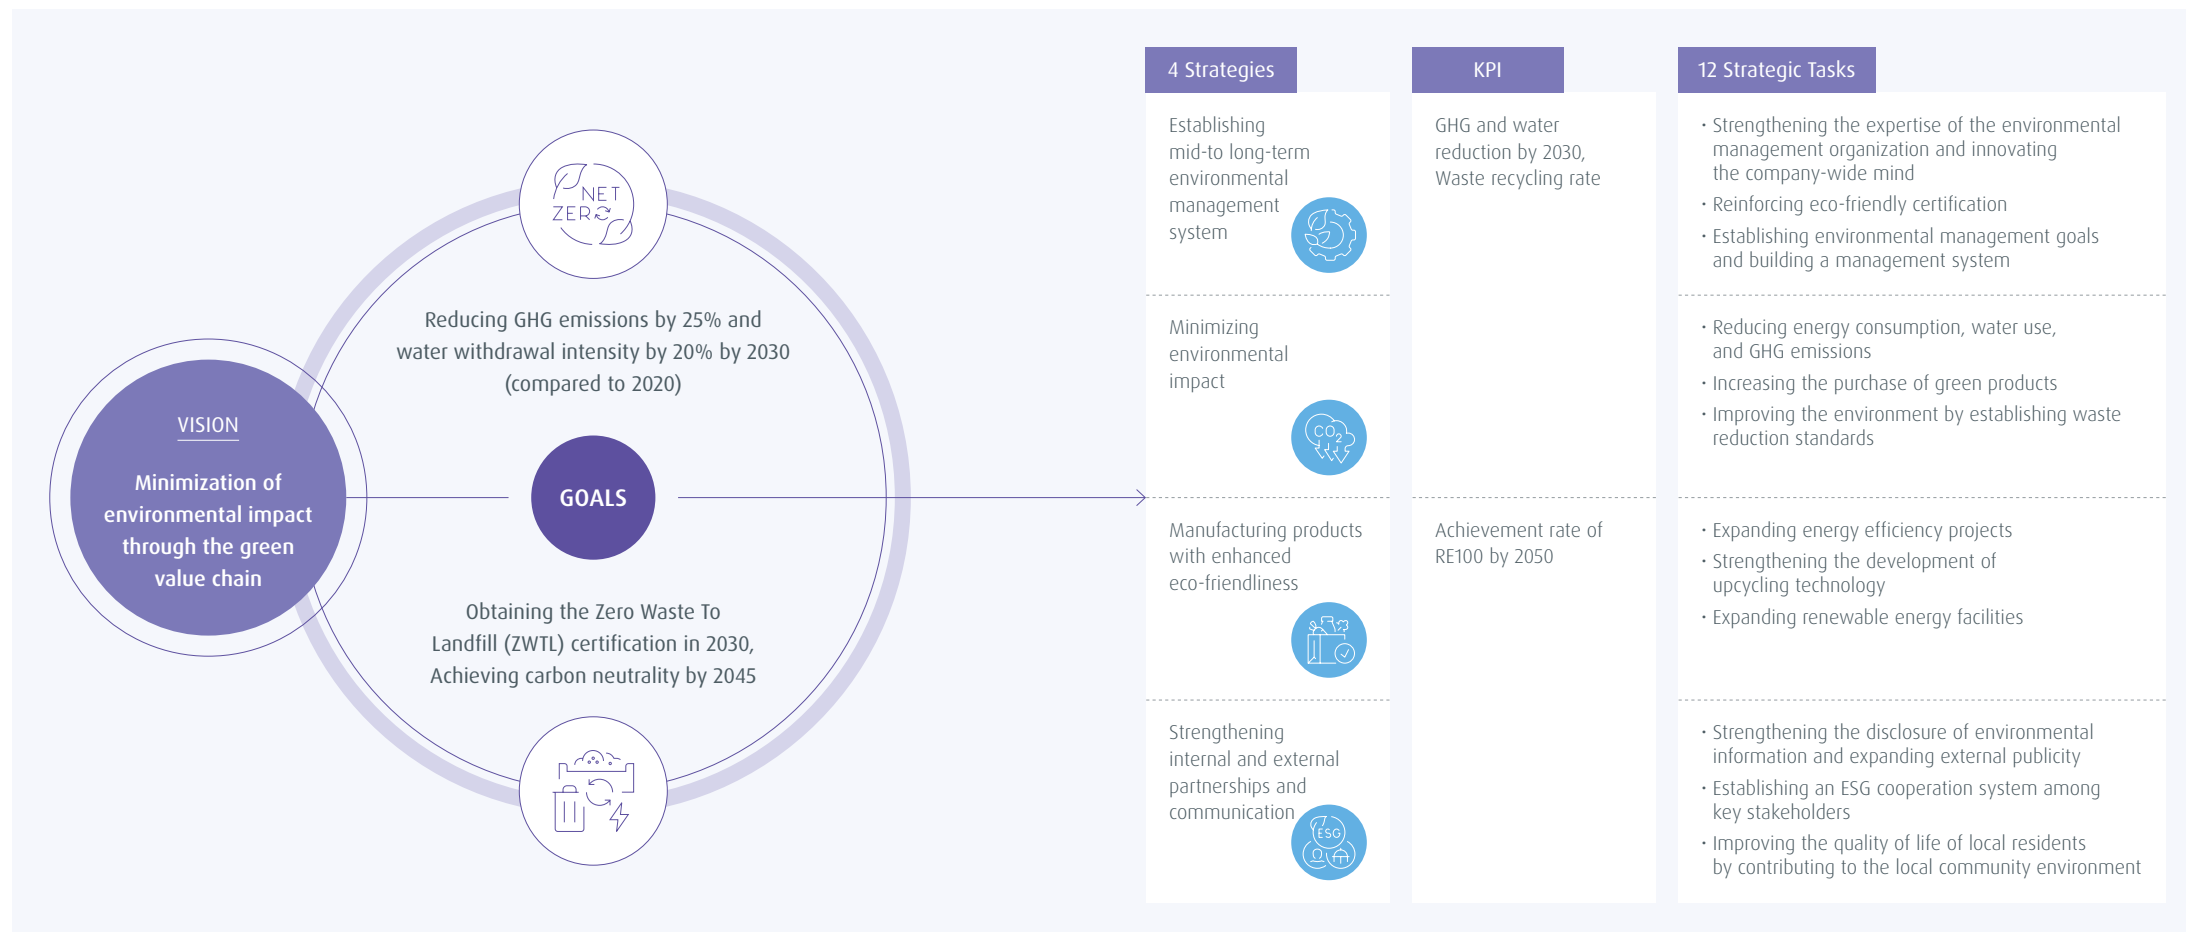 VISION
Minimization of
environmental impact
through the green
value chain
NET
ZERO
Reducing GHG emissions by 25% and
water withdrawal intensity by 20% by 2030
(compared to 2020)
GOALS
Obtaining the Zero Waste To
Landfill (ZWTL) certification in 2030,
Achieving carbon neutrality by 2045
4 Strategies
KPI
12 Strategic Tasks
Establishing
mid-to long-term
environmental
management
system
GHG and water
reduction by 2030,
Waste recycling rate
· Strengthening the expertise of the environmental
management organization and innovating
the company-wide mind
· Reinforcing eco-friendly certification
· Establishing environmental management goals
and building a management system
Minimizing
environmental
impact
CO2
· Reducing energy consumption, water use,
and GHG emissions
· Increasing the purchase of green products
· Improving the environment by establishing waste
reduction standards
Manufacturing products
with enhanced
eco-friendliness
Achievement rate of
RE100 by 2050
· Expanding energy efficiency projects
· Strengthening the development of
upcycling technology
· Expanding renewable energy facilities
Strengthening
internal and external
partnerships and
communication
ESG
· Strengthening the disclosure of environmental
information and expanding external publicity
· Establishing an ESG cooperation system among
key stakeholders
· Improving the quality of life of local residents
by contributing to the local community environment